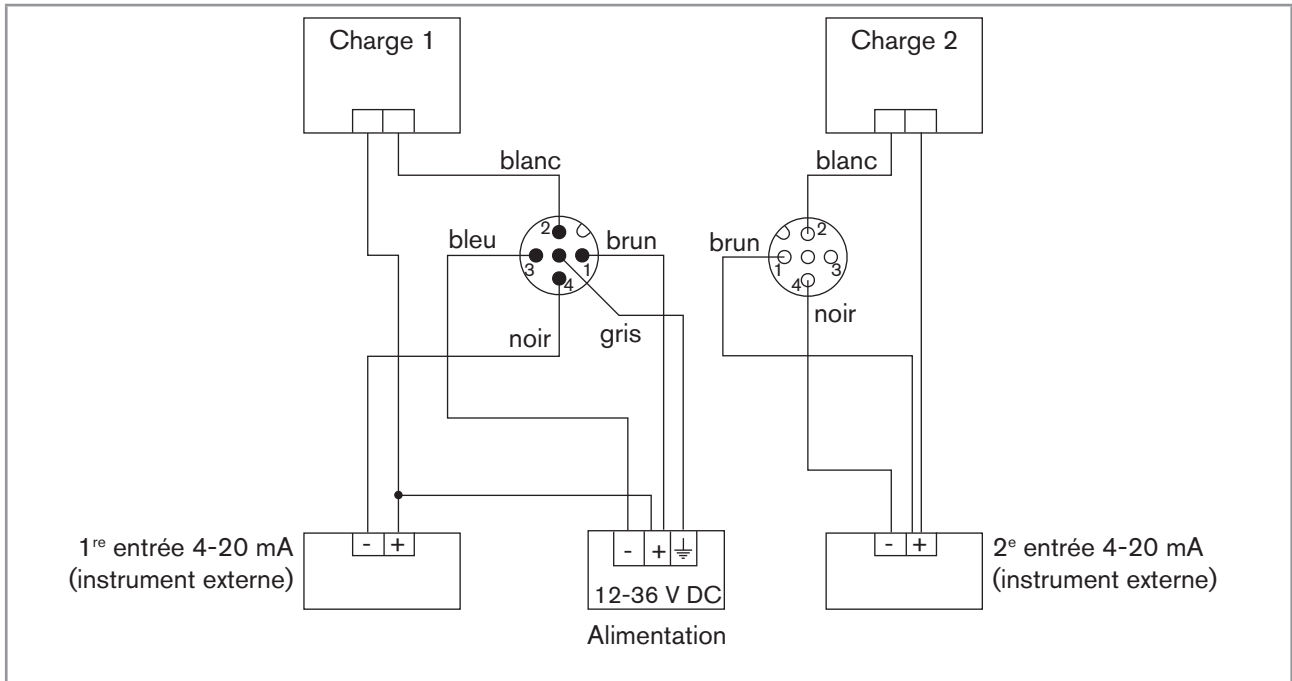 Charge 1
Charge 2
blanc
blanc
bleu
2
brun
3
1
4
noir
gris
brun
2
1
3
4
noir
1re entrée 4-20 mA
(instrument externe)
- +
- +
12-36 V DC
Alimentation
- +
2e entrée 4-20 mA
(instrument externe)